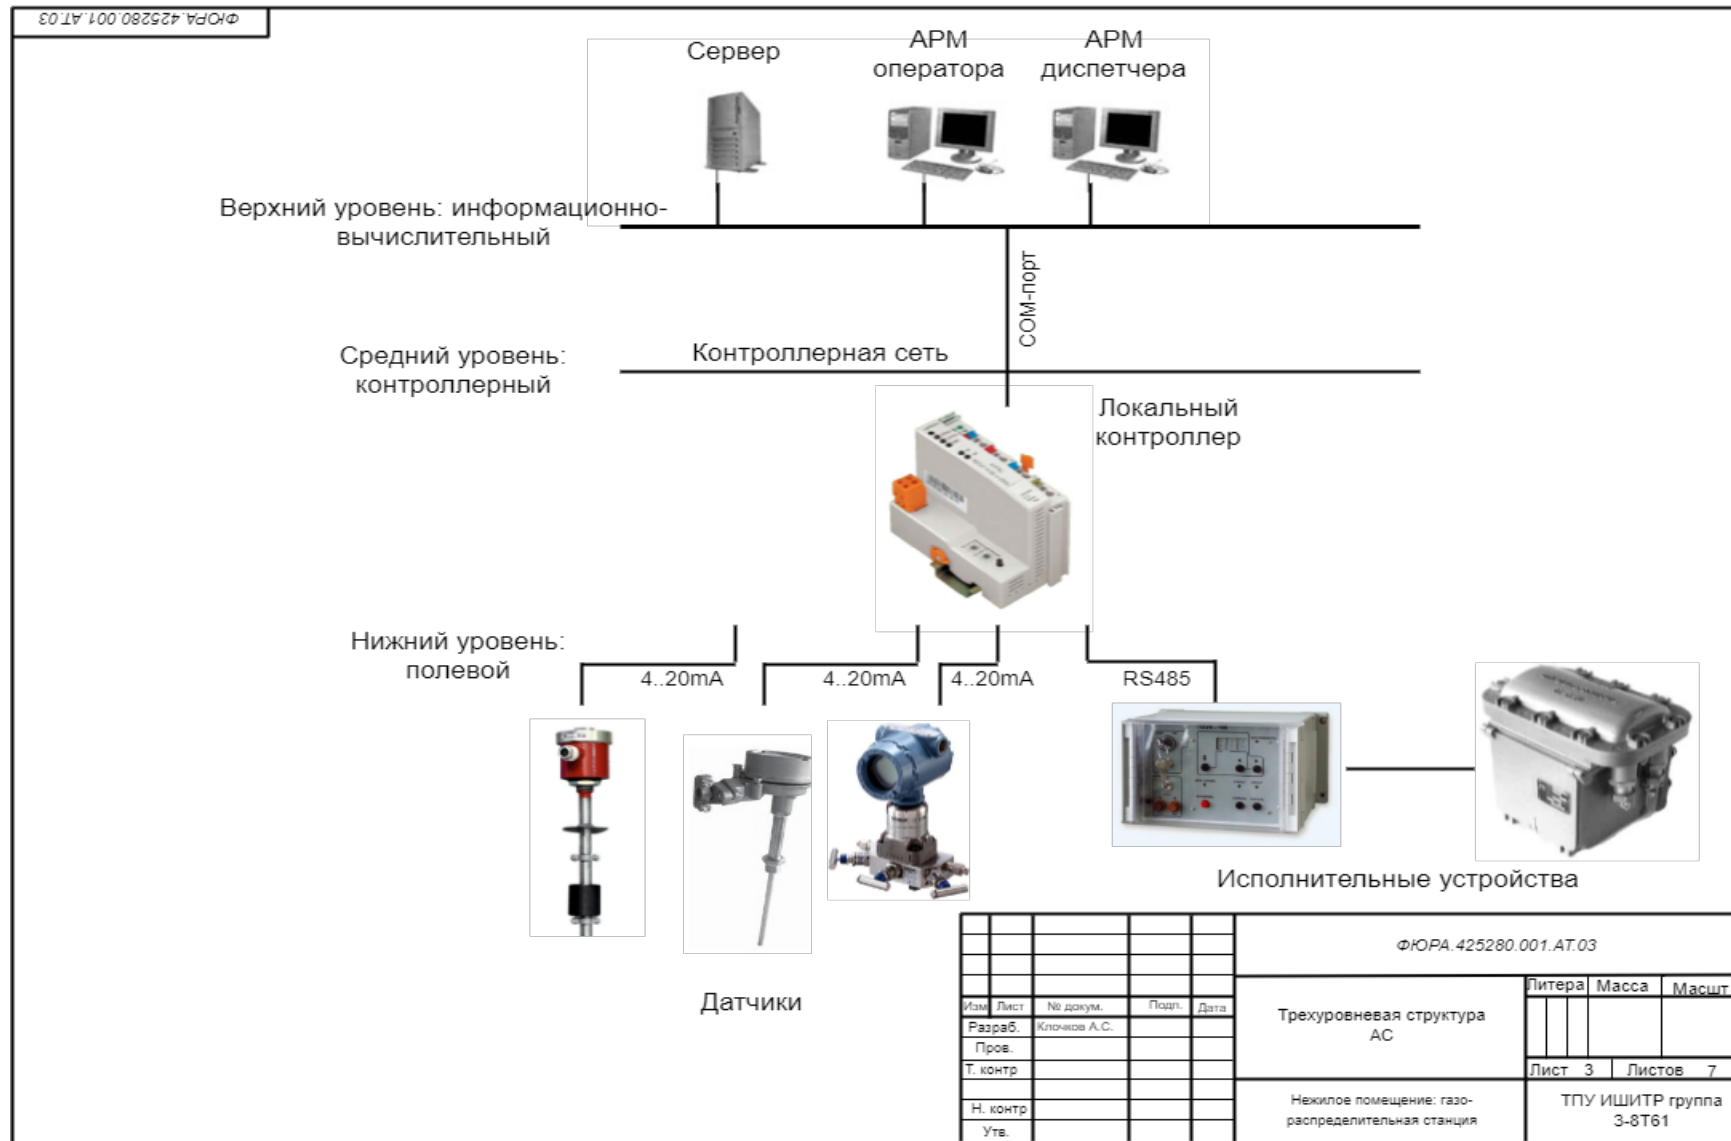 ФЮРА.425280.001.АТ.03
Сервер
АРМ
оператора
АРМ
диспетчера
Верхний уровень: информационно-
вычислительный
COM-порт
Средний уровень:
контроллерный
Контроллерная сеть
Локальный
контроллер
Нижний уровень:
полевой
4..20mA
4..20mA
4..20mA
RS485
Исполнительные устройства
Датчики
ФЮРА.425280.001.АТ.03
Изм Лист № докум. Подп. Дата
Разраб. Клочков А.С.
Пров.
Т. контр
Н. контр
Утв.
Трехуровневая структура
АС
Литера Масса Масшт
Лист 3 Листов 7
Нежилое помещение: газо-
распределительная станция
ТПУ ИШИТР группа
З-8Т61